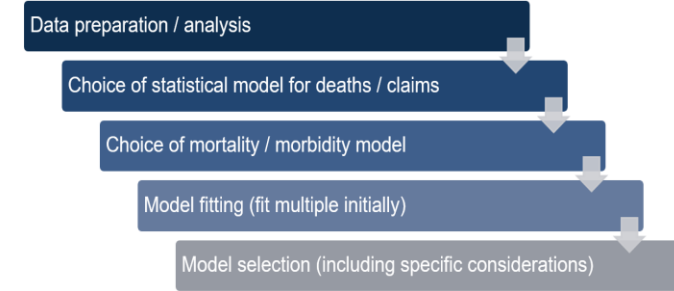 Data preparation / analysis
Choice of statistical model for deaths / claims
Choice of mortality / morbidity model
Model fitting (fit multiple initially)
Model selection (including specific considerations)